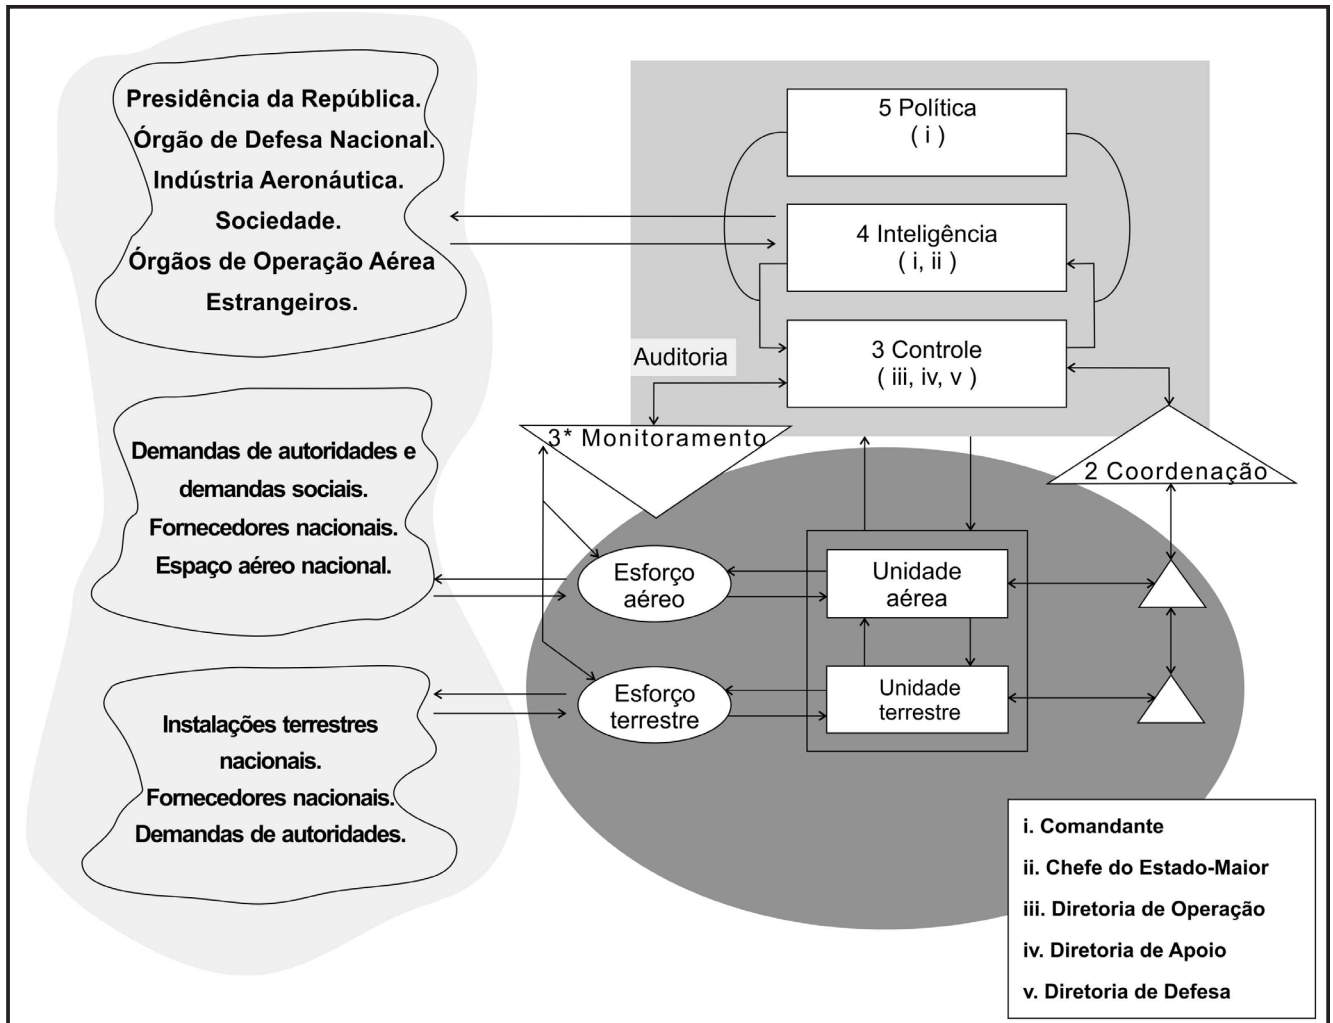 Presidência da República.
Órgão de Defesa Nacional.
Indústria Aeronáutica.
Sociedade.
Órgãos de Operação Aérea
Estrangeiros.
Demandas de autoridades e
demandas sociais.
Fornecedores nacionais.
Espaço aéreo nacional.
Instalações terrestres
nacionais.
Fornecedores nacionais.
Demandas de autoridades.
5 Política
( i )
4 Inteligência
( i, ii )
3 Controle
( iii, iv, v )
Auditoria
3* Monitoramento
2 Coordenação
Esforço
aéreo
Unidade
aérea
Esforço
terrestre
Unidade
terrestre
i. Comandante
ii. Chefe do Estado-Maior
iii. Diretoria de Operação
iv. Diretoria de Apoio
v. Diretoria de Defesa